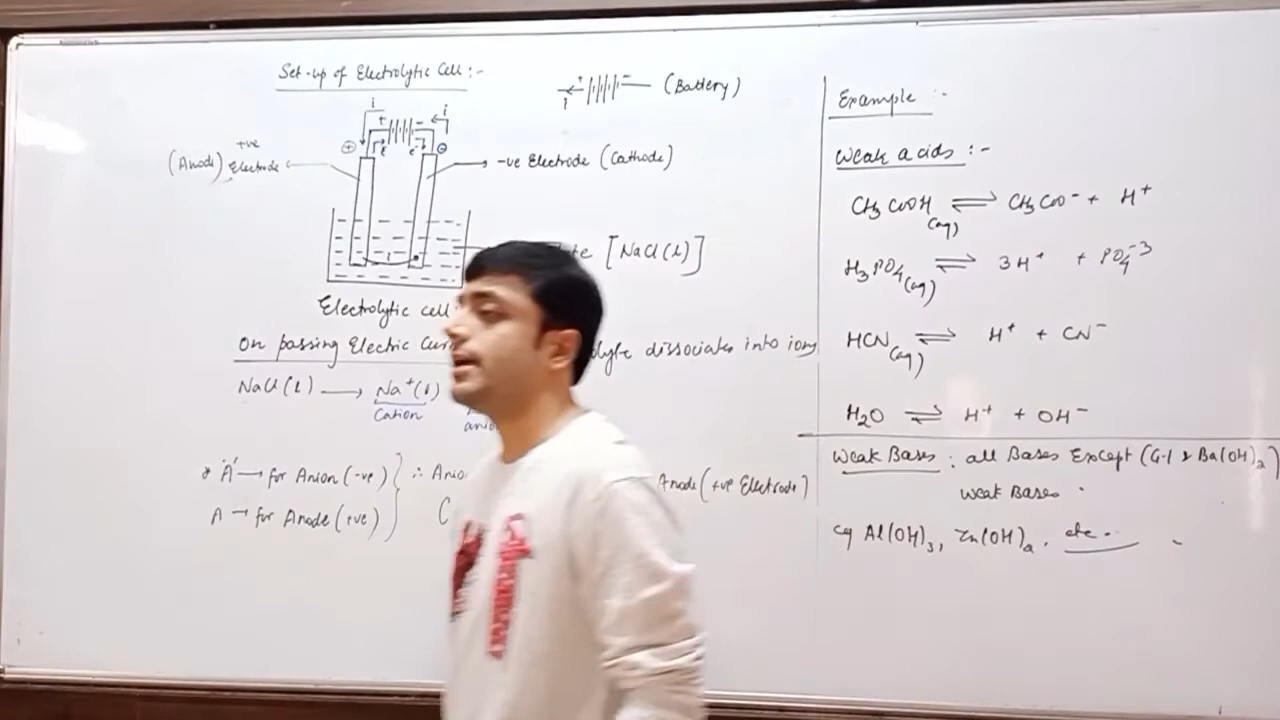 Set-up of Electrolytic Cell :-
+ - (Battery)
i
i i
+ -
(Anode) +ve Electrode
⊕ e e ⊖
-ve Electrode (Cathode)
[NaCl(l)]
Electrolytic cell
On passing Electric dissociates into ions
NaCl(l) → Na⁺(l)
Cation
* 'A' → for Anion (-ve) } ∴ Anode (+ve Electrode)
A → for Anode (+ve)
Example :-
Weak acids :-
CH₃COOH (aq) ⇌ CH₃COO⁻ + H⁺
H₃PO₄ (aq) ⇌ 3H⁺ + PO₄⁻³
HCN (aq) ⇌ H⁺ + CN⁻
H₂O ⇌ H⁺ + OH⁻
Weak Bases : all Bases Except (G-1 & Ba(OH)₂)
Weak Bases
eg Al(OH)₃, Zn(OH)₂, etc..